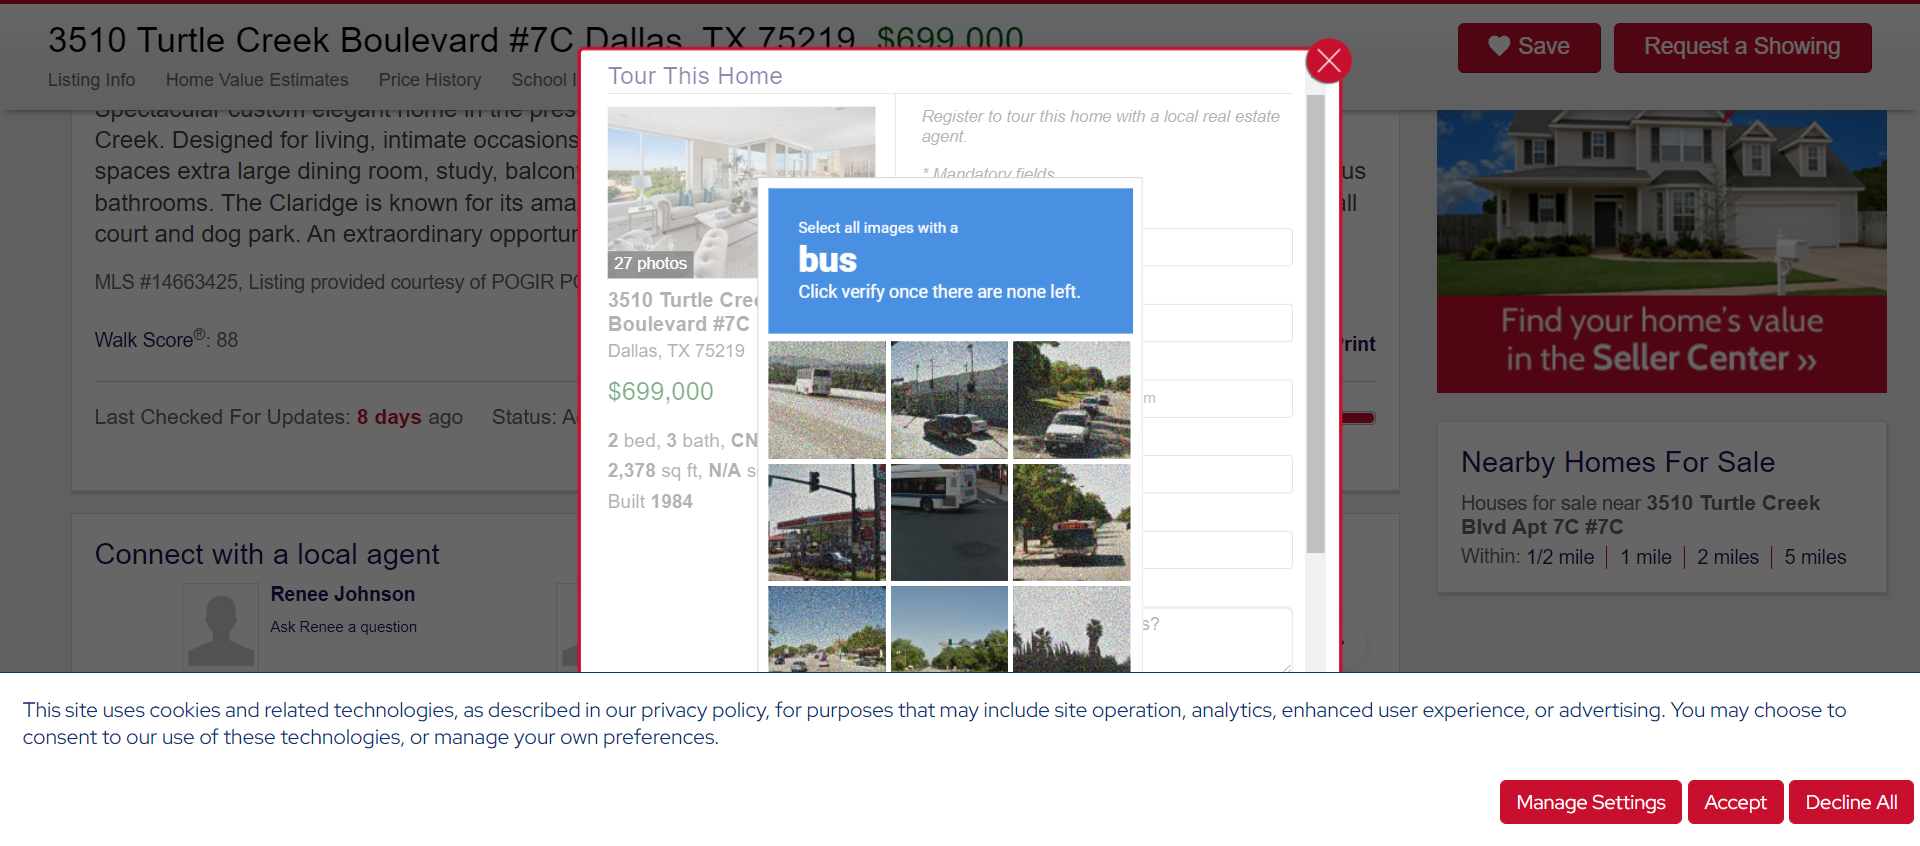 3510 Turtle Creek Boulevard #7C Dallas, TX 75219 $699,000
Save
Request a Showing
Listing Info Home Value Estimates Price History School
Tour This Home
Register to tour this home with a local real estate
agent.
* Mandatory fields
27 photos
3510 Turtle
Boulevard #7C
Dallas, TX 75219
$699,000
2 bed, 3 bath,
2,378 sq ft, N/A
Built 1984
Select all images with a
bus
Click verify once there are none left.
Spectacular custom elegant home in the
Creek. Designed for living, intimate occasions
spaces extra large dining room, study,
bathrooms. The Claridge is known for its
court and dog park. An extraordinary
MLS #14663425, Listing provided courtesy of POGIR
Walk Score®: 88
Last Checked For Updates: 8 days ago Status:
Connect with a local agent
Renee Johnson
Ask Renee a question
Find your home's value
in the Seller Center »
Nearby Homes For Sale
Houses for sale near 3510 Turtle Creek
Blvd Apt 7C #7C
Within: 1/2 mile | 1 mile | 2 miles | 5 miles
This site uses cookies and related technologies, as described in our privacy policy, for purposes that may include site operation, analytics, enhanced user experience, or advertising. You may choose to
consent to our use of these technologies, or manage your own preferences.
Manage Settings
Accept
Decline All